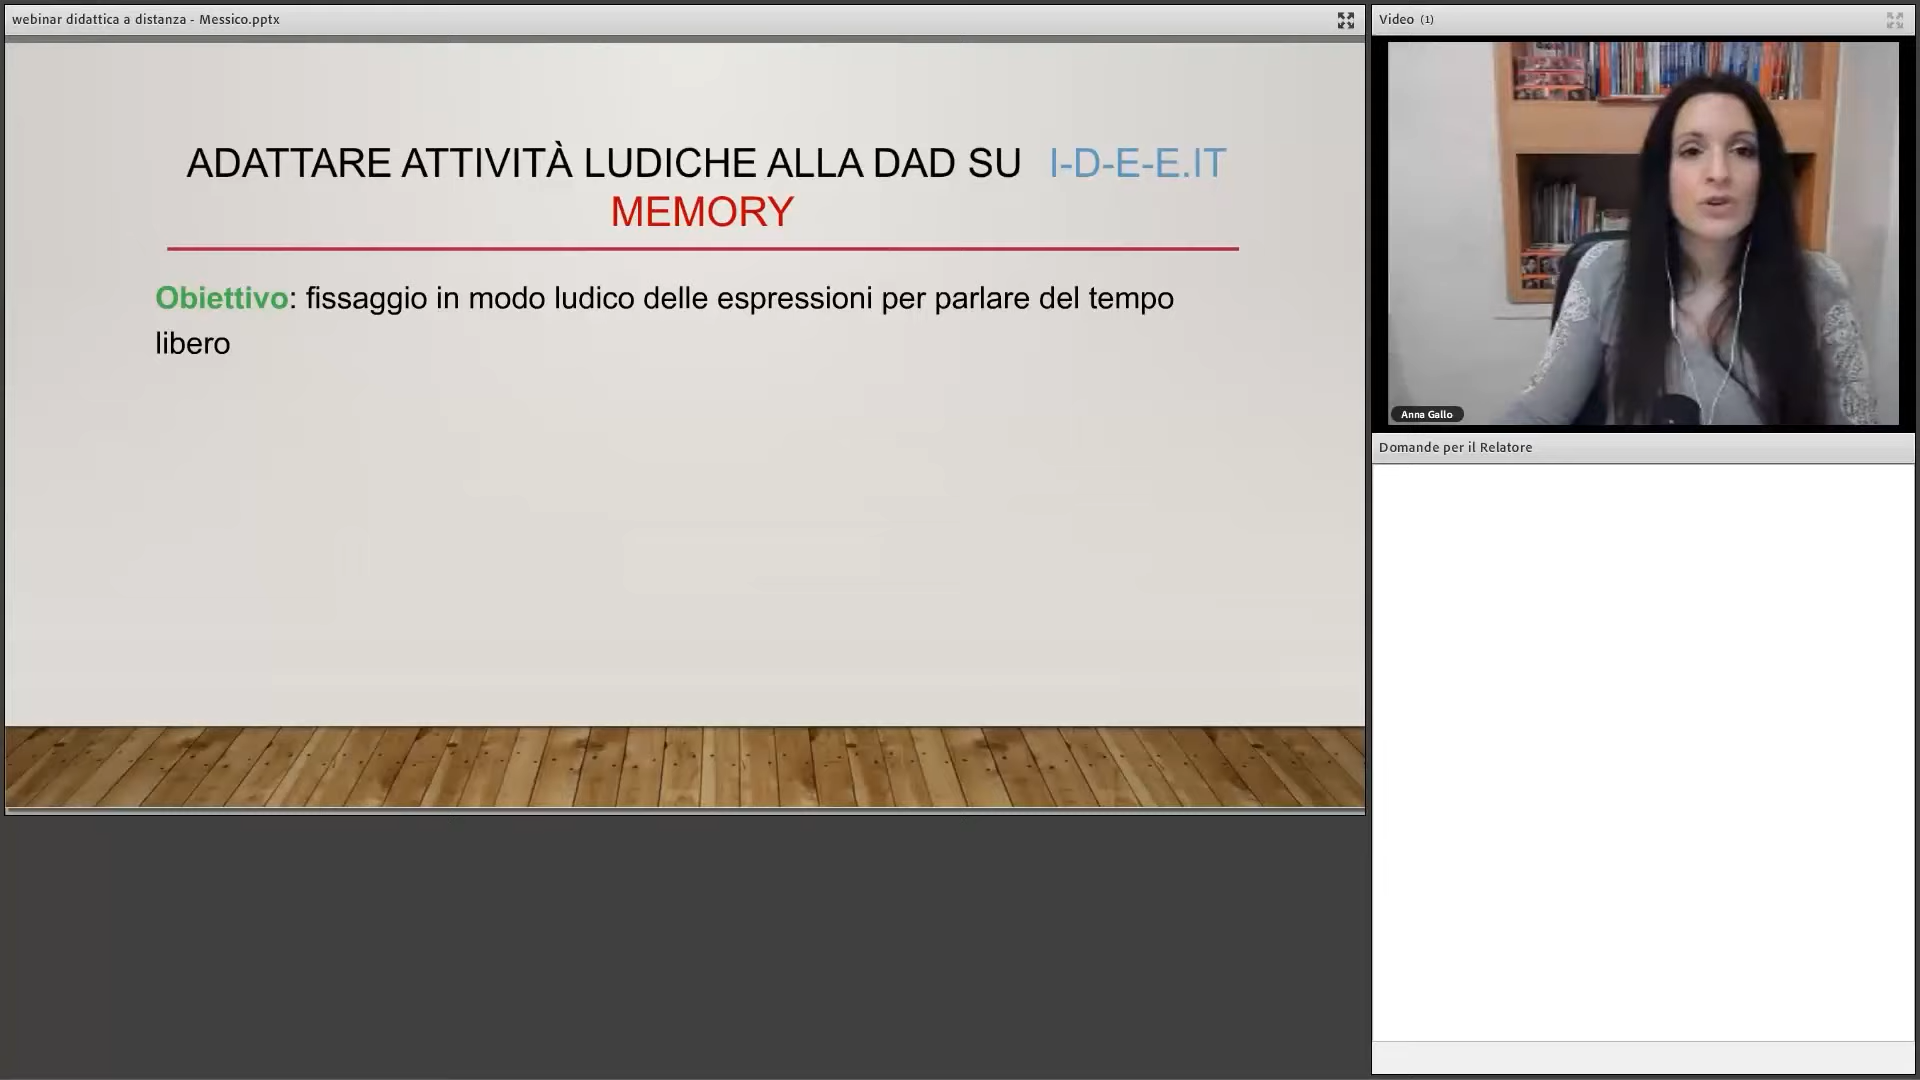 webinar didattica a distanza - Messico.pptx
ADATTARE ATTIVITÀ LUDICHE ALLA DAD SU I-D-E-E.IT
MEMORY
Obiettivo: fissaggio in modo ludico delle espressioni per parlare del tempo
libero
Video (1)
Anna Gallo
Domande per il Relatore